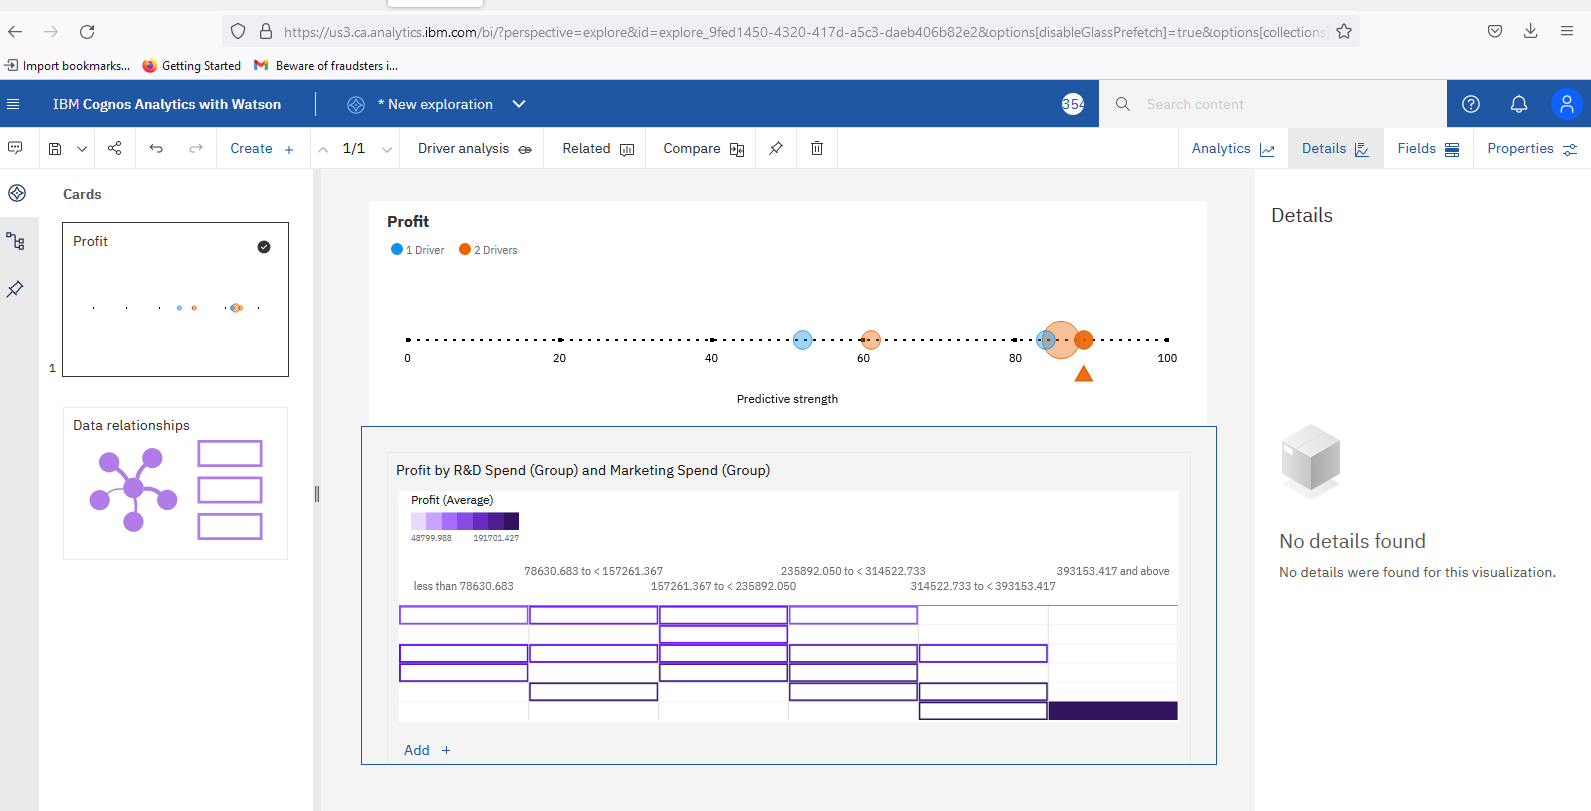 https://us3.ca.analytics.ibm.com/bi/?perspective=explore&id=explore_9fed1450-4320-417d-a5c3-daeb406b82e2&options[disableGlassPrefetch]=true&options[collections]
Import bookmarks... Getting Started Beware of fraudsters i...
IBM Cognos Analytics with Watson * New exploration 354 Search content
Create + 1/1 Driver analysis Related Compare Analytics Details Fields Properties
Cards
Profit
1
Data relationships
Profit
1 Driver 2 Drivers
0 20 40 60 80 100
Predictive strength
Profit by R&D Spend (Group) and Marketing Spend (Group)
Profit (Average)
48799.988 191701.427
78630.683 to < 157261.367 235892.050 to < 314522.733 393153.417 and above
less than 78630.683 157261.367 to < 235892.050 314522.733 to < 393153.417
Add +
Details
No details found
No details were found for this visualization.